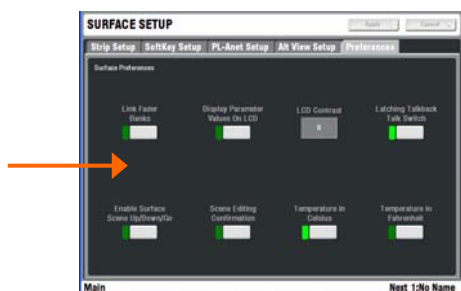 SURFACE SETUP
Apply Cancel
Strip Setup SoftKey Setup PL-Anet Setup Alt View Setup Preferences
Surface Preferences
Link Fader Banks
Display Parameter Values On LCD
LCD Contrast
0
Latching Talkback Talk Switch
Enable Surface Scene Up/Down/Go
Scene Editing Confirmation
Temperature In Celsius
Temperature In Fahrenheit
Main
Next 1:No Name